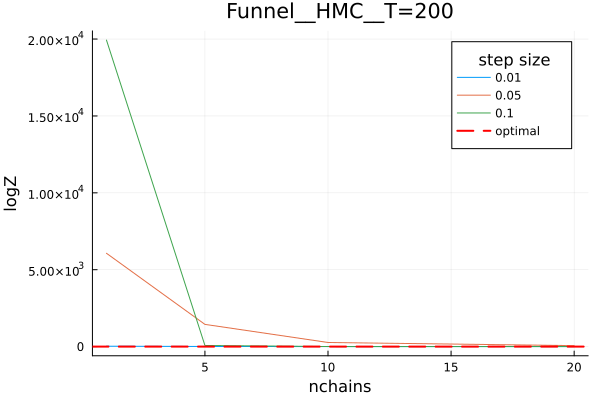 Funnel__HMC__T=200
2.00×10⁴
1.50×10⁴
1.00×10⁴
5.00×10³
0
logZ
5
10
15
20
nchains
step size
0.01
0.05
0.1
optimal